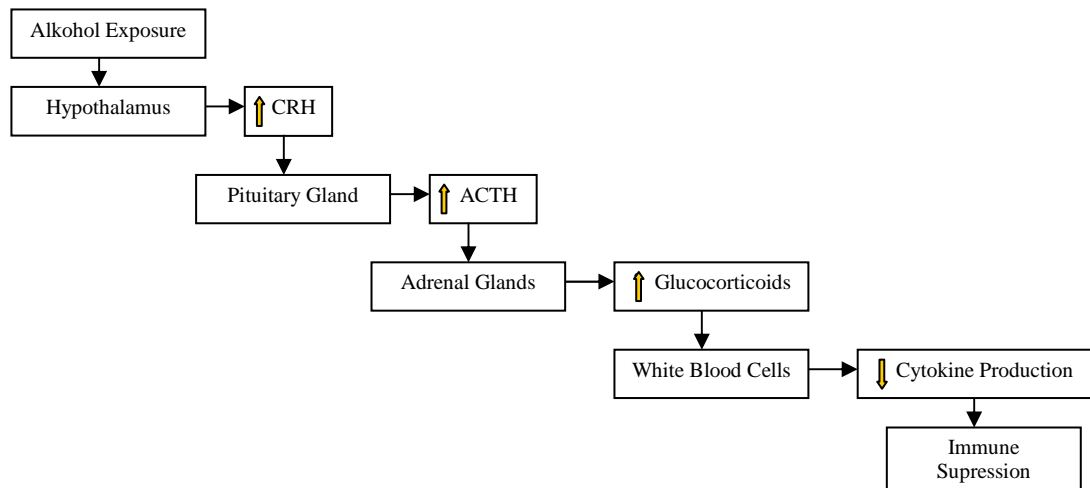 Alkohol Exposure
Hypothalamus
CRH
Pituitary Gland
ACTH
Adrenal Glands
Glucocorticoids
White Blood Cells
Cytokine Production
Immune
Supression